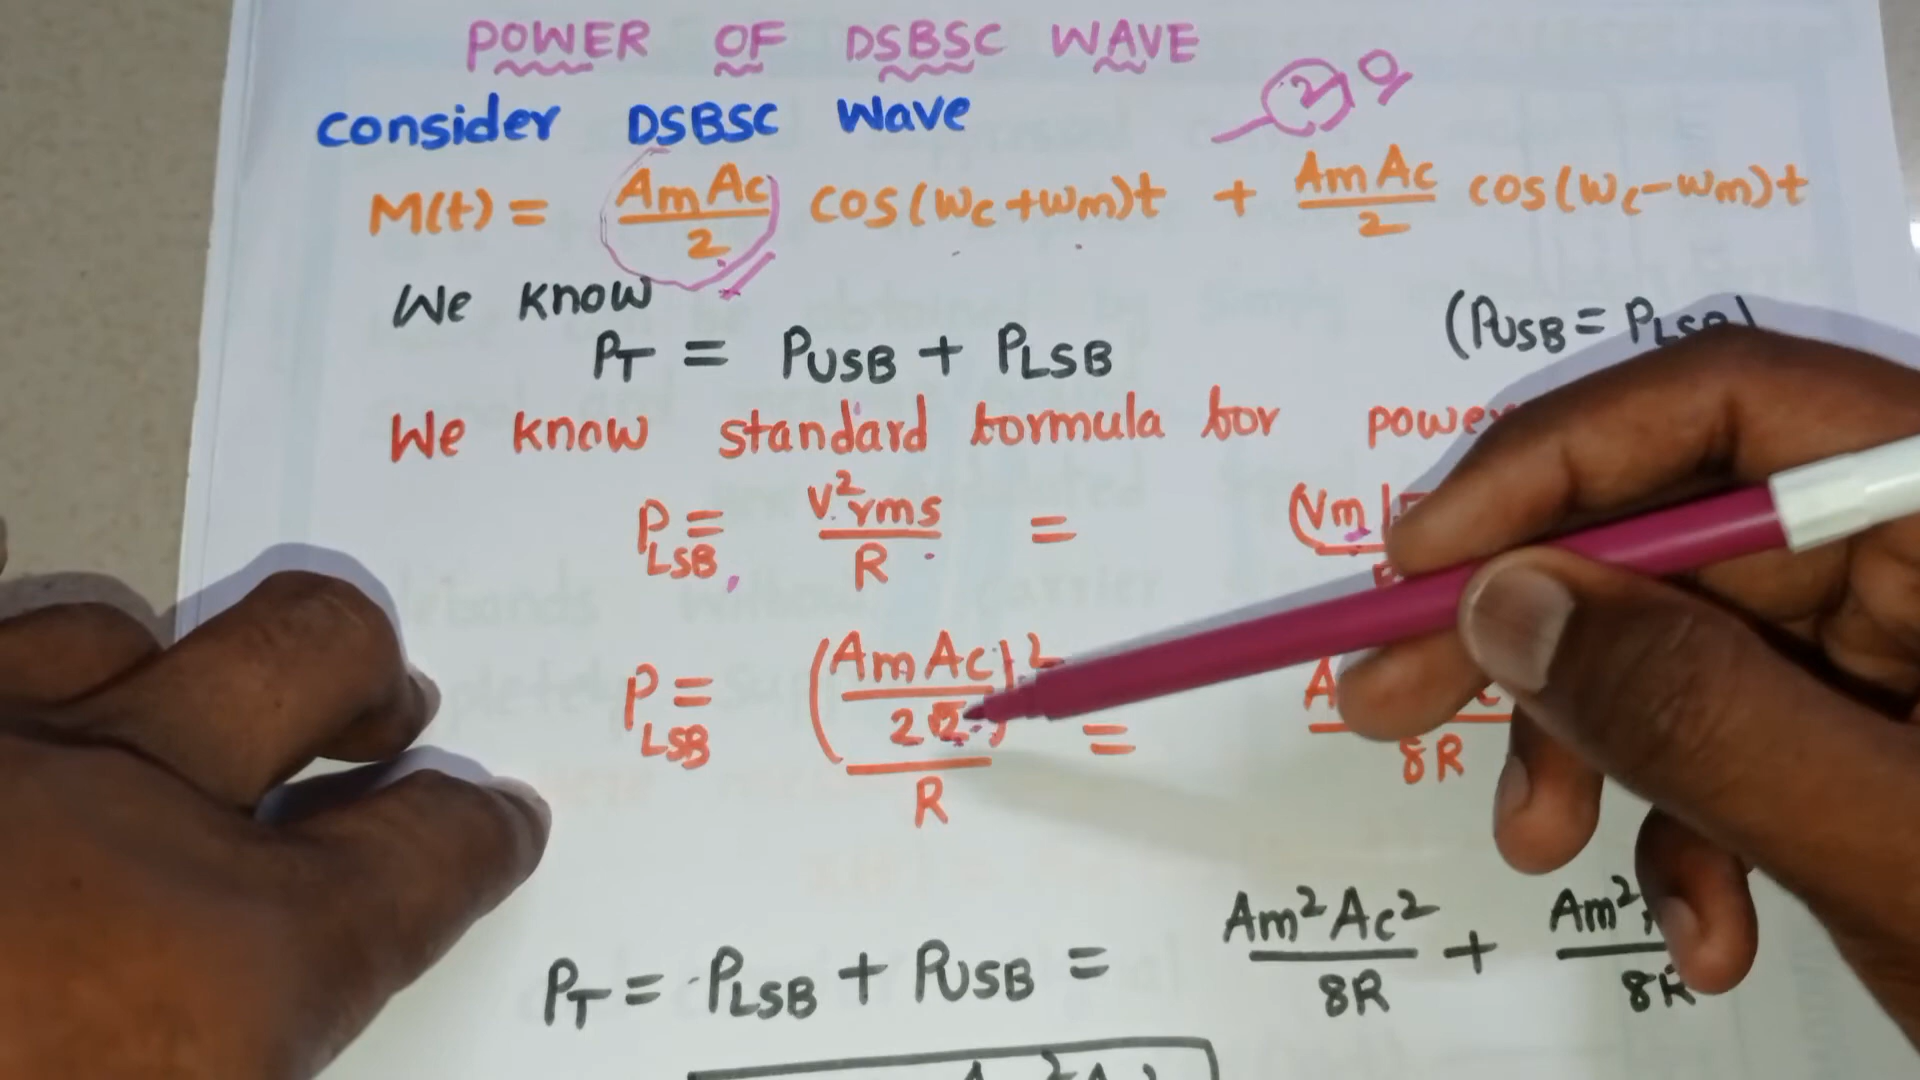 POWER OF DSBSC WAVE
Consider DSBSC Wave
M(t) = AmAc/2 cos(wc+wm)t + AmAc/2 cos(wc-wm)t
We know
PT = PUSB + PLSB (PUSB = PLSB)
We know standard formula for power
PLSB = V²rms/R = (Vm/
PLSB = (AmAc/2√2)²/R = 8R
PT = PLSB + PUSB = Am²Ac²/8R + Am²/8R